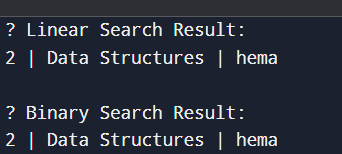 ? Linear Search Result:
2 | Data Structures | hema
? Binary Search Result:
2 | Data Structures | hema